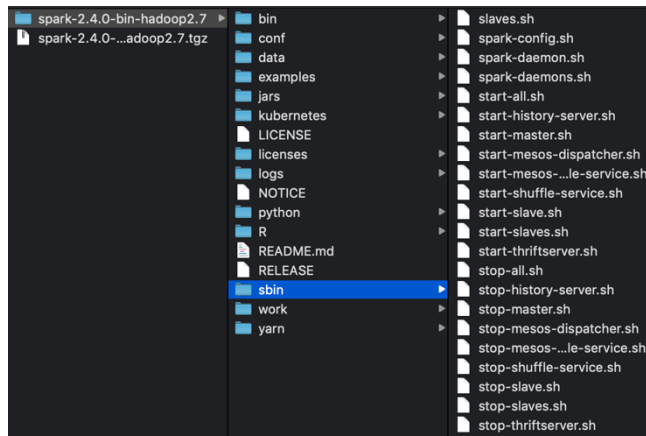 spark-2.4.0-bin-hadoop2.7
spark-2.4.0-...adoop2.7.tgz
bin
conf
data
examples
jars
kubernetes
LICENSE
licenses
logs
NOTICE
python
R
README.md
RELEASE
sbin
work
yarn
slaves.sh
spark-config.sh
spark-daemon.sh
spark-daemons.sh
start-all.sh
start-history-server.sh
start-master.sh
start-mesos-dispatcher.sh
start-mesos-...le-service.sh
start-shuffle-service.sh
start-slave.sh
start-slaves.sh
start-thriftserver.sh
stop-all.sh
stop-history-server.sh
stop-master.sh
stop-mesos-dispatcher.sh
stop-mesos-...le-service.sh
stop-shuffle-service.sh
stop-slave.sh
stop-slaves.sh
stop-thriftserver.sh